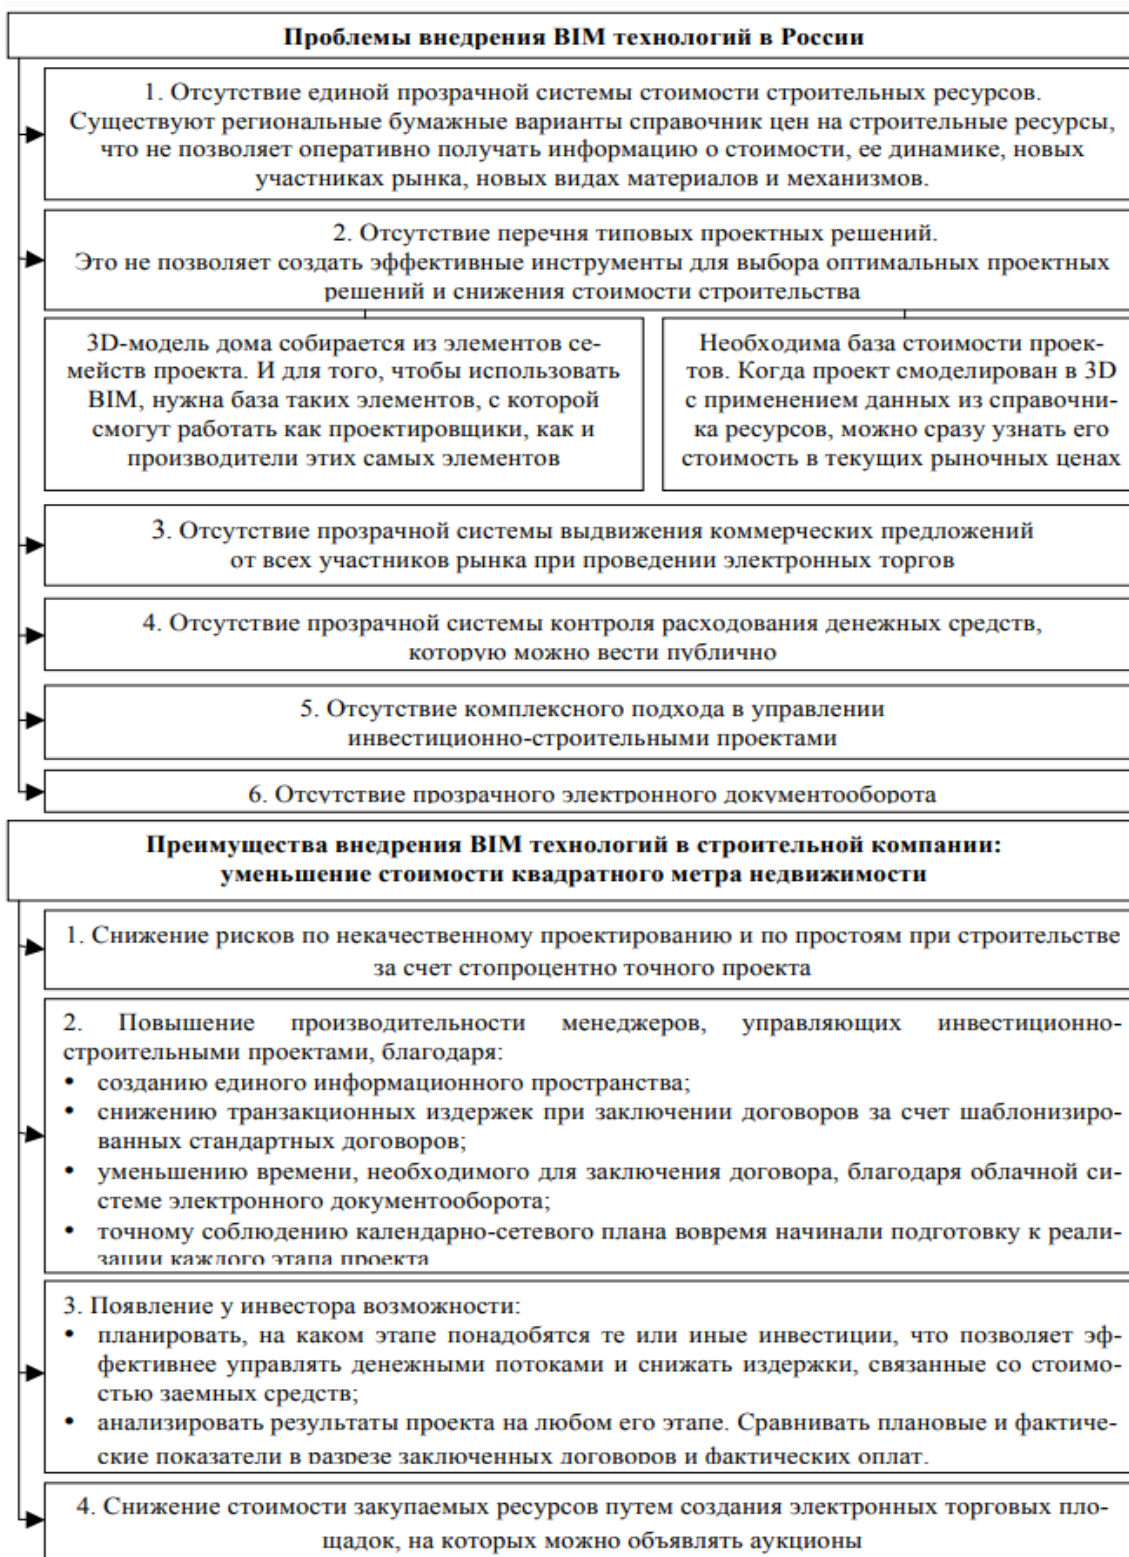 Проблемы внедрения BIM технологий в России
1. Отсутствие единой прозрачной системы стоимости строительных ресурсов.
Существуют региональные бумажные варианты справочник цен на строительные ресурсы,
что не позволяет оперативно получать информацию о стоимости, ее динамике, новых
участниках рынка, новых видах материалов и механизмов.
2. Отсутствие перечня типовых проектных решений.
Это не позволяет создать эффективные инструменты для выбора оптимальных проектных
решений и снижения стоимости строительства
3D-модель дома собирается из элементов се-
мейств проекта. И для того, чтобы использовать
BIM, нужна база таких элементов, с которой
смогут работать как проектировщики, как и
производители этих самых элементов
Необходима база стоимости проек-
тов. Когда проект смоделирован в 3D
с применением данных из справочни-
ка ресурсов, можно сразу узнать его
стоимость в текущих рыночных ценах
3. Отсутствие прозрачной системы выдвижения коммерческих предложений
от всех участников рынка при проведении электронных торгов
4. Отсутствие прозрачной системы контроля расходования денежных средств,
которую можно вести публично
5. Отсутствие комплексного подхода в управлении
инвестиционно-строительными проектами
6. Отсутствие прозрачного электронного документооборота
Преимущества внедрения BIM технологий в строительной компании:
уменьшение стоимости квадратного метра недвижимости
1. Снижение рисков по некачественному проектированию и по простоям при строительстве
за счет стопроцентно точного проекта
2. Повышение производительности менеджеров, управляющих инвестиционно-
строительными проектами, благодаря:
• созданию единого информационного пространства;
• снижению транзакционных издержек при заключении договоров за счет шаблонизиро-
ванных стандартных договоров;
• уменьшению времени, необходимого для заключения договора, благодаря облачной си-
стеме электронного документооборота;
• точному соблюдению календарно-сетевого плана вовремя начинали подготовку к реали-
зации каждого этапа проекта
3. Появление у инвестора возможности:
• планировать, на каком этапе понадобятся те или иные инвестиции, что позволяет эф-
фективнее управлять денежными потоками и снижать издержки, связанные со стоимо-
стью заемных средств;
• анализировать результаты проекта на любом его этапе. Сравнивать плановые и фактиче-
ские показатели в разрезе заключенных договоров и фактических оплат.
4. Снижение стоимости закупаемых ресурсов путем создания электронных торговых пло-
щадок, на которых можно объявлять аукционы